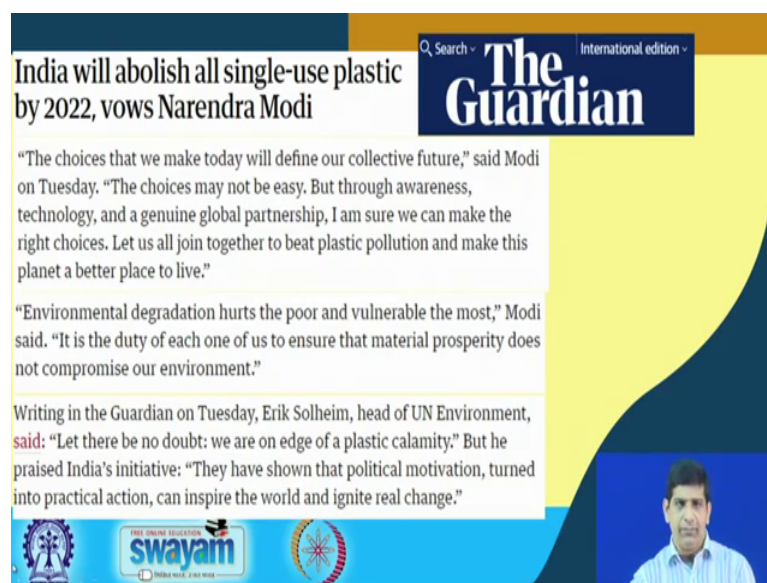 Search
International edition
The
Guardian
India will abolish all single-use plastic
by 2022, vows Narendra Modi
“The choices that we make today will define our collective future,” said Modi
on Tuesday. “The choices may not be easy. But through awareness,
technology, and a genuine global partnership, I am sure we can make the
right choices. Let us all join together to beat plastic pollution and make this
planet a better place to live.”
“Environmental degradation hurts the poor and vulnerable the most,” Modi
said. “It is the duty of each one of us to ensure that material prosperity does
not compromise our environment.”
Writing in the Guardian on Tuesday, Erik Solheim, head of UN Environment,
said: “Let there be no doubt: we are on edge of a plastic calamity.” But he
praised India’s initiative: “They have shown that political motivation, turned
into practical action, can inspire the world and ignite real change.”
FREE ONLINE EDUCATION
swayam